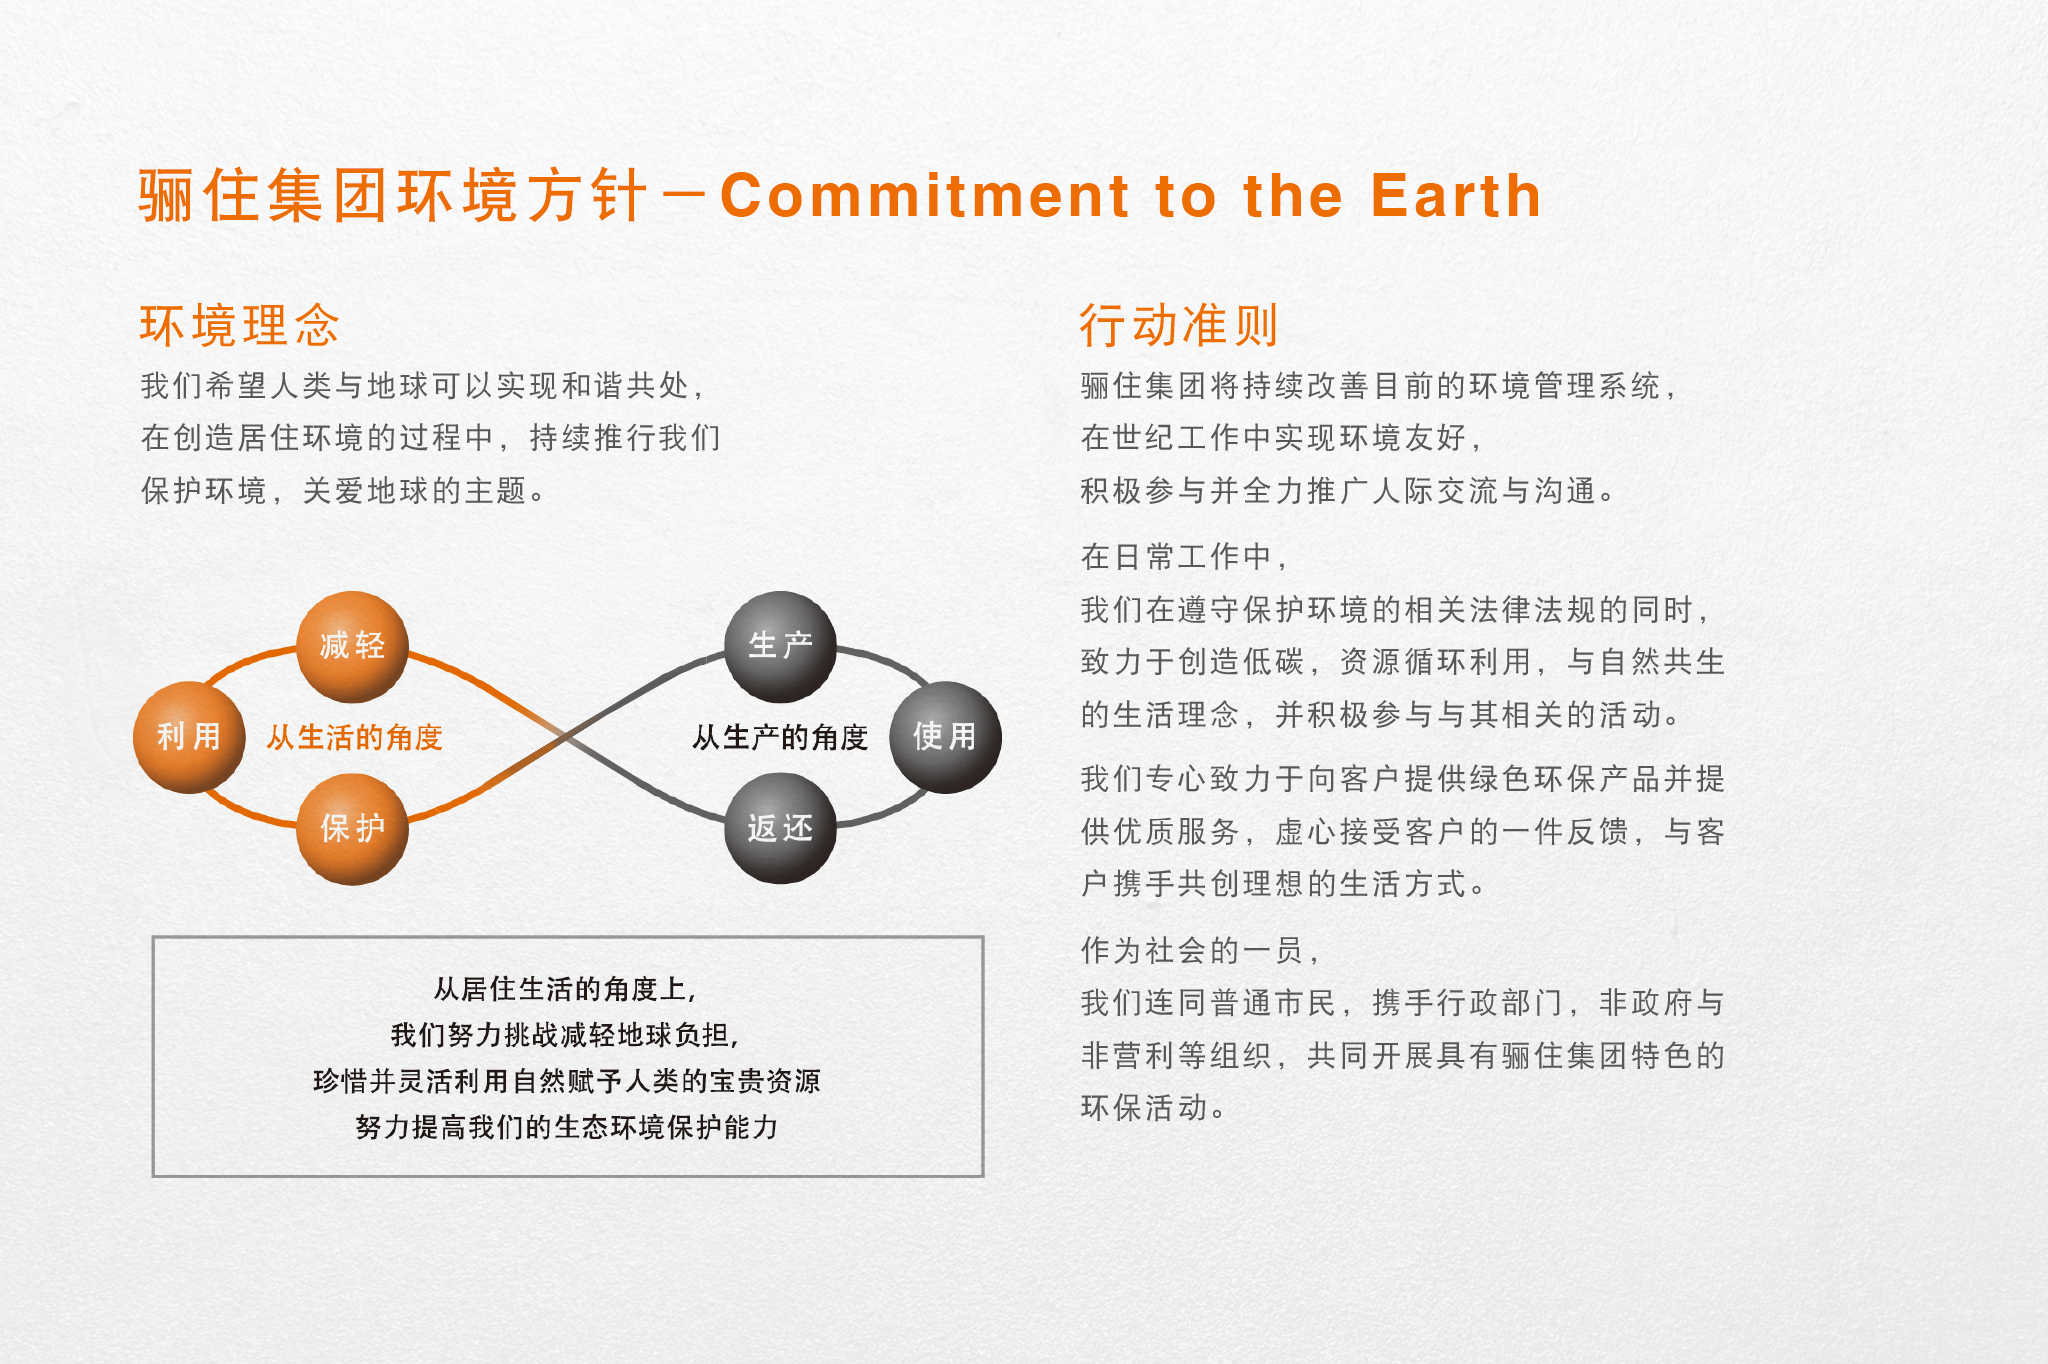 骊住集团环境方针－Commitment to the Earth
环境理念
我们希望人类与地球可以实现和谐共处，
在创造居住环境的过程中，持续推行我们
保护环境，关爱地球的主题。
减轻
利用
从生活的角度
保护
生产
从生产的角度
使用
返还
从居住生活的角度上，
我们努力挑战减轻地球负担，
珍惜并灵活利用自然赋予人类的宝贵资源
努力提高我们的生态环境保护能力
行动准则
骊住集团将持续改善目前的环境管理系统，
在世纪工作中实现环境友好，
积极参与并全力推广人际交流与沟通。
在日常工作中，
我们在遵守保护环境的相关法律法规的同时，
致力于创造低碳，资源循环利用，与自然共生
的生活理念，并积极参与与其相关的活动。
我们专心致力于向客户提供绿色环保产品并提
供优质服务，虚心接受客户的一件反馈，与客
户携手共创理想的生活方式。
作为社会的一员，
我们连同普通市民，携手行政部门，非政府与
非营利等组织，共同开展具有骊住集团特色的
环保活动。